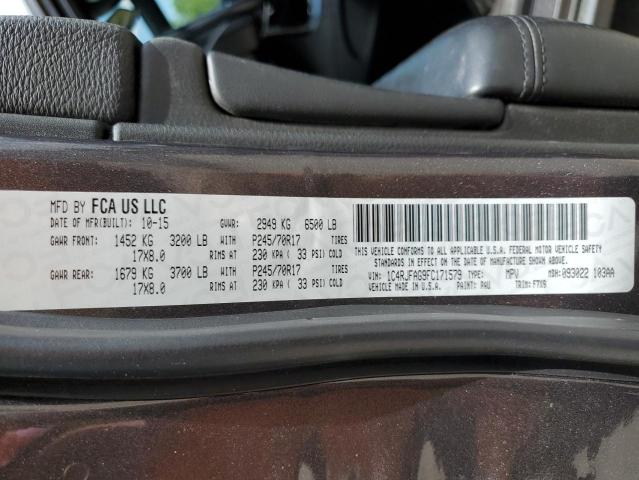 MFD BY FCA US LLC
DATE OF MFR(BUILT): 10-15 GVWR: 2949 KG 6500 LB
GAWR FRONT: 1452 KG 3200 LB WITH P245/70R17 TIRES
17X8.0 RIMS AT 230 KPA ( 33 PSI) COLD
GAWR REAR: 1679 KG 3700 LB WITH P245/70R17 TIRES
17X8.0 RIMS AT 230 KPA ( 33 PSI) COLD
THIS VEHICLE CONFORMS TO ALL APPLICABLE U.S.A. FEDERAL MOTOR VEHICLE SAFETY
STANDARDS IN EFFECT ON THE DATE OF MANUFACTURE SHOWN ABOVE.
VIN: 1C4RJFAG9FC171579 TYPE: MPV MDH: 093022 103AA
VEHICLE MADE IN U.S.A. PAINT: PAU TRIM: F7X9